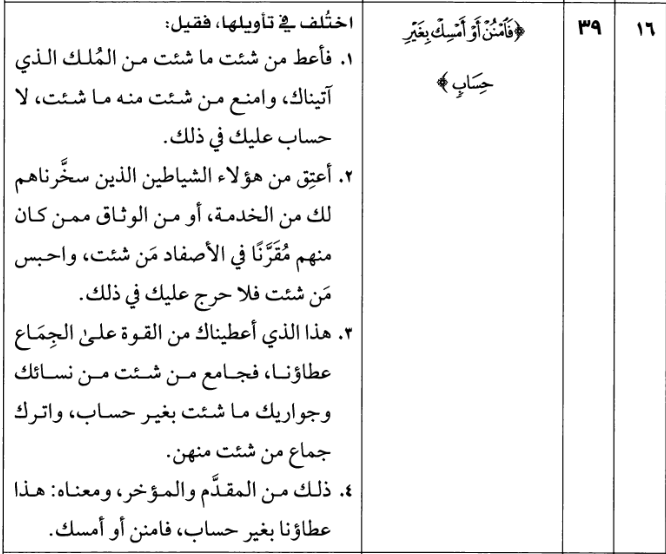 ١٦
٣٩
﴿فَٱمْنُنْ أَوْ أَمْسِكْ بِغَيْرِ
حِسَابٍ﴾
اختُلف في تأويلها، فقيل:
١. فأعط من شئت ما شئت من المُلك الذي
آتيناك، وامنع من شئت منه ما شئت، لا
حساب عليك في ذلك.
٢. أعتِق من هؤلاء الشياطين الذين سخَّرناهم
لك من الخدمة، أو من الوثاق ممن كان
منهم مُقَرَّنًا في الأصفاد مَن شئت، واحبس
مَن شئت فلا حرج عليك في ذلك.
٣. هذا الذي أعطيناك من القوة على الجِمَاع
عطاؤنا، فجامع من شئت من نسائك
وجواريك ما شئت بغير حساب، واترك
جماع من شئت منهن.
٤. ذلك من المقدَّم والمؤخر، ومعناه: هذا
عطاؤنا بغير حساب، فامنن أو أمسك.